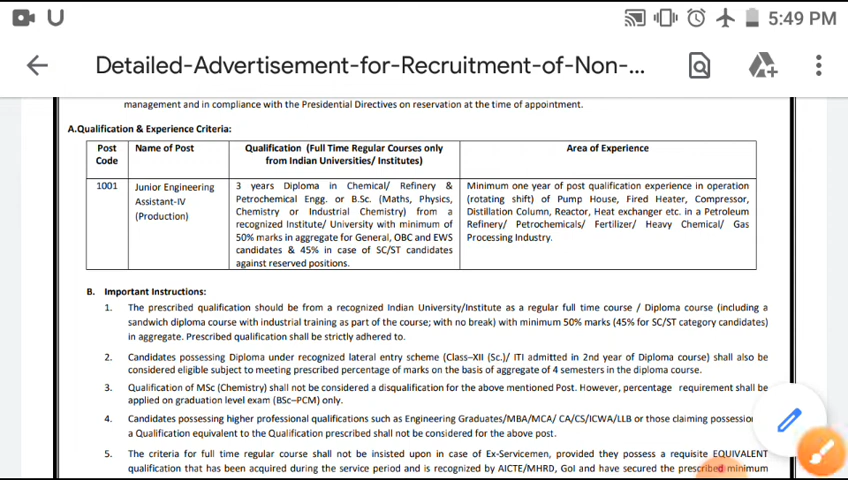 5:49 PM
Detailed-Advertisement-for-Recruitment-of-Non-...
management and in compliance with the Presidential Directives on reservation at the time of appointment.
A.Qualification & Experience Criteria:
Post Code
Name of Post
Qualification (Full Time Regular Courses only from Indian Universities/ Institutes)
Area of Experience
1001
Junior Engineering
Assistant-IV
(Production)
3 years Diploma in Chemical/ Refinery &
Petrochemical Engg. or B.Sc. (Maths, Physics,
Chemistry or Industrial Chemistry) from a
recognized Institute/ University with minimum of
50% marks in aggregate for General, OBC and EWS
candidates & 45% in case of SC/ST candidates
against reserved positions.
Minimum one year of post qualification experience in operation
(rotating shift) of Pump House, Fired Heater, Compressor,
Distillation Column, Reactor, Heat exchanger etc. in a Petroleum
Refinery/ Petrochemicals/ Fertilizer/ Heavy Chemical/ Gas
Processing Industry.
B. Important Instructions:
1. The prescribed qualification should be from a recognized Indian University/Institute as a regular full time course / Diploma course (including a
sandwich diploma course with industrial training as part of the course; with no break) with minimum 50% marks (45% for SC/ST category candidates)
in aggregate. Prescribed qualification shall be strictly adhered to.
2. Candidates possessing Diploma under recognized lateral entry scheme (Class–XII (Sc.)/ ITI admitted in 2nd year of Diploma course) shall also be
considered eligible subject to meeting prescribed percentage of marks on the basis of aggregate of 4 semesters in the diploma course.
3. Qualification of MSc (Chemistry) shall not be considered a disqualification for the above mentioned Post. However, percentage requirement shall be
applied on graduation level exam (BSc–PCM) only.
4. Candidates possessing higher professional qualifications such as Engineering Graduates/MBA/MCA/ CA/CS/ICWA/LLB or those claiming possessio
a Qualification equivalent to the Qualification prescribed shall not be considered for the above post.
5. The criteria for full time regular course shall not be insisted upon in case of Ex-Servicemen, provided they possess a requisite EQUIVALENT
qualification that has been acquired during the service period and is recognized by AICTE/MHRD, GoI and have secured the prescribed minimum